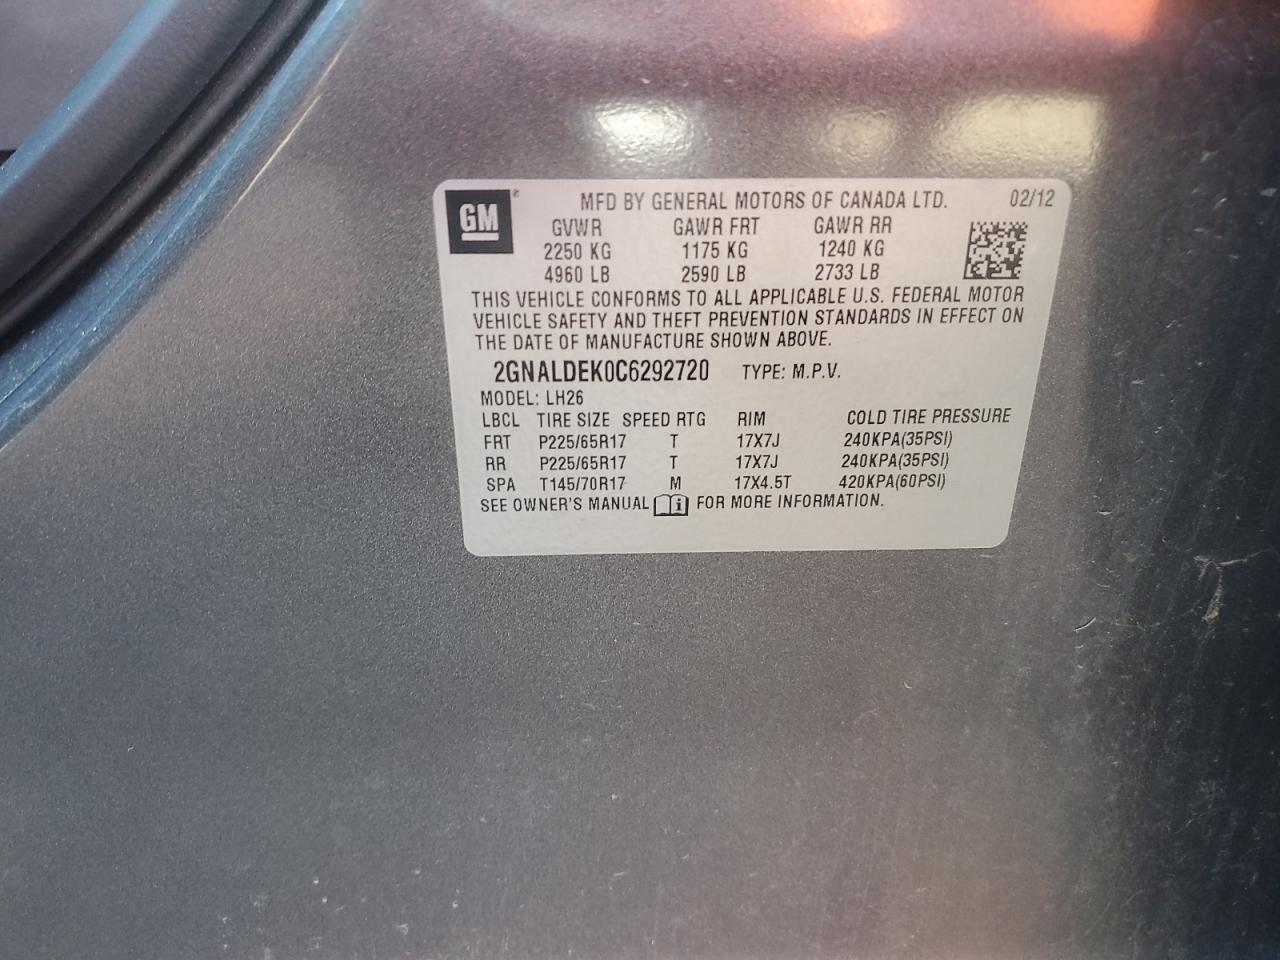 GM MFD BY GENERAL MOTORS OF CANADA LTD. 02/12
GVWR GAWR FRT GAWR RR
2250 KG 1175 KG 1240 KG
4960 LB 2590 LB 2733 LB
THIS VEHICLE CONFORMS TO ALL APPLICABLE U.S. FEDERAL MOTOR
VEHICLE SAFETY AND THEFT PREVENTION STANDARDS IN EFFECT ON
THE DATE OF MANUFACTURE SHOWN ABOVE.
2GNALDEK0C6292720 TYPE: M.P.V.
MODEL: LH26
LBCL TIRE SIZE SPEED RTG RIM COLD TIRE PRESSURE
FRT P225/65R17 T 17X7J 240KPA(35PSI)
RR P225/65R17 T 17X7J 240KPA(35PSI)
SPA T145/70R17 M 17X4.5T 420KPA(60PSI)
SEE OWNER'S MANUAL i FOR MORE INFORMATION.